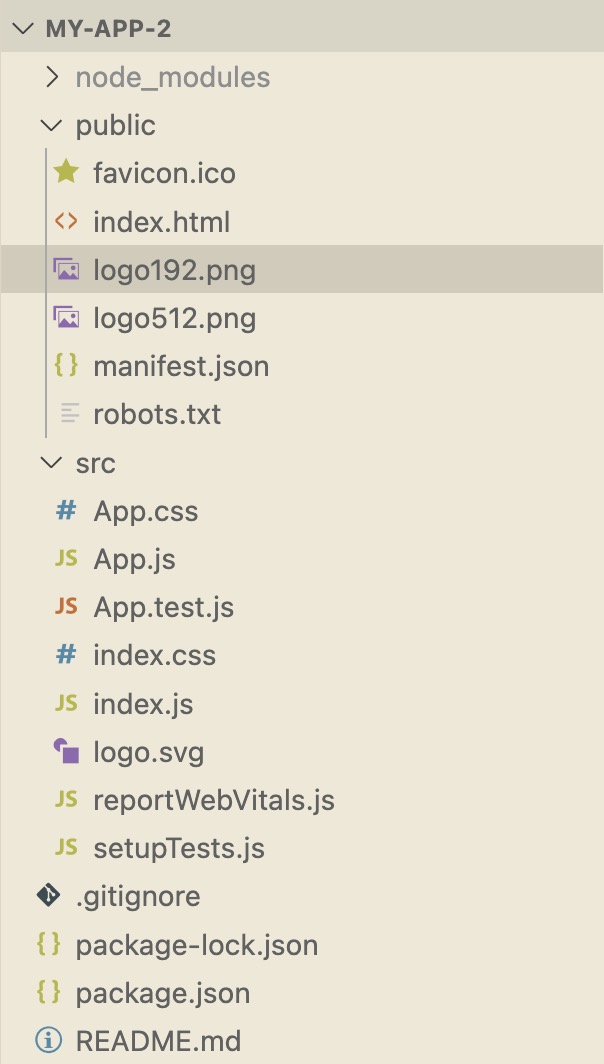 MY-APP-2
node_modules
public
favicon.ico
index.html
logo192.png
logo512.png
manifest.json
robots.txt
src
# App.css
JS App.js
JS App.test.js
# index.css
JS index.js
logo.svg
JS reportWebVitals.js
JS setupTests.js
.gitignore
{} package-lock.json
{} package.json
README.md